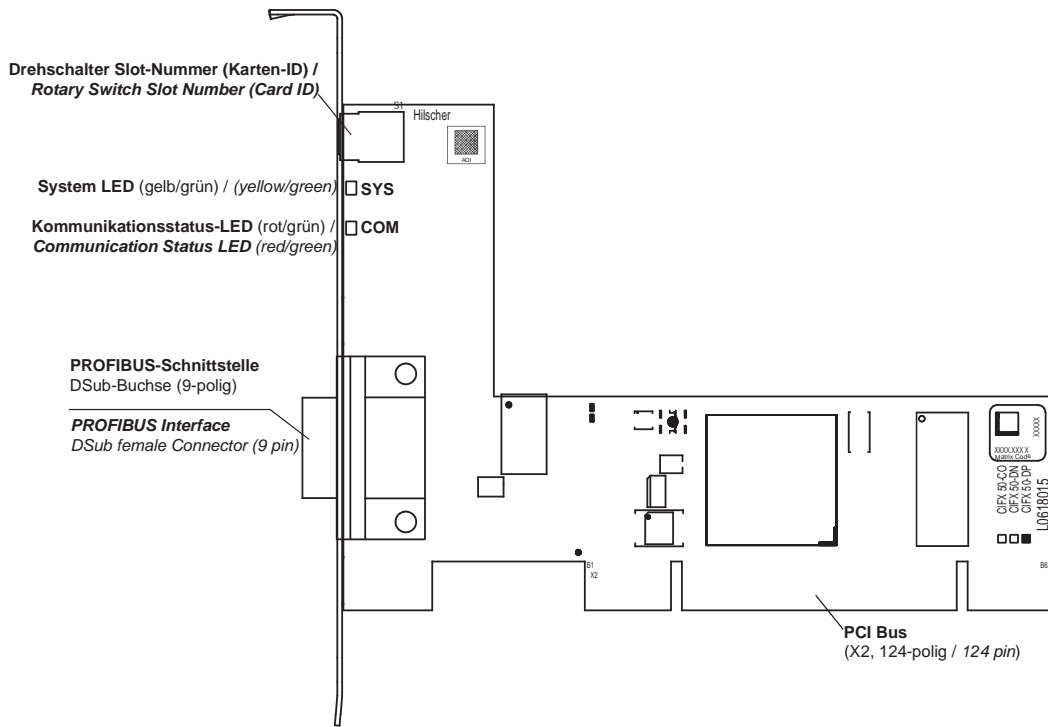 Drehschalter Slot-Nummer (Karten-ID) /
Rotary Switch Slot Number (Card ID)
S1
Hilscher
AOI
System LED (gelb/grün) / (yellow/green)
SYS
Kommunikationsstatus-LED (rot/grün) /
Communication Status LED (red/green)
COM
PROFIBUS-Schnittstelle
DSub-Buchse (9-polig)
PROFIBUS Interface
DSub female Connector (9 pin)
XXXXX
XXXX.XXX X
Matrix Code
CIFX 50-CO
CIFX 50-DN
CIFX 50-DP
L0618015
B1
X2
PCI Bus
(X2, 124-polig / 124 pin)